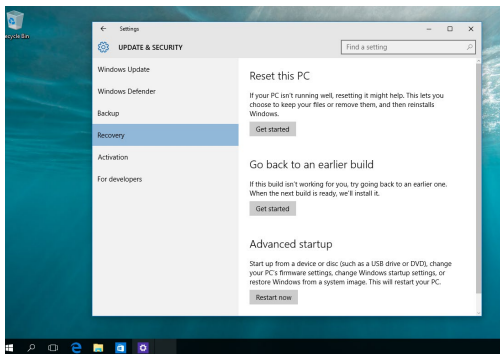 Recycle Bin
Settings
UPDATE & SECURITY
Find a setting
Windows Update
Windows Defender
Backup
Recovery
Activation
For developers
Reset this PC
If your PC isn't running well, resetting it might help. This lets you
choose to keep your files or remove them, and then reinstalls
Windows.
Get started
Go back to an earlier build
If this build isn't working for you, try going back to an earlier one.
When the next build is ready, we'll install it.
Get started
Advanced startup
Start up from a device or disc (such as a USB drive or DVD), change
your PC's firmware settings, change Windows startup settings, or
restore Windows from a system image. This will restart your PC.
Restart now